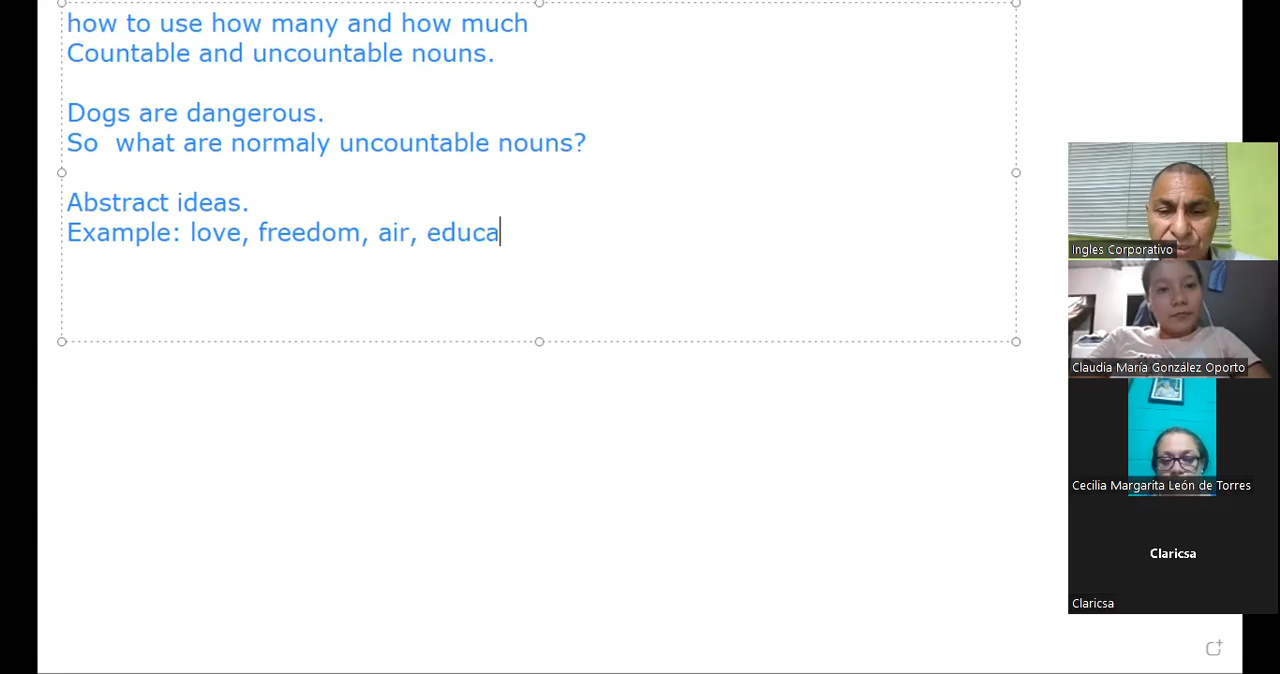 how to use how many and how much
Countable and uncountable nouns.
Dogs are dangerous.
So  what are normaly uncountable nouns?
Abstract ideas.
Example: love, freedom, air, educa
Ingles Corporativo
Claudia María González Oporto
Cecilia Margarita León de Torres
Claricsa
Claricsa